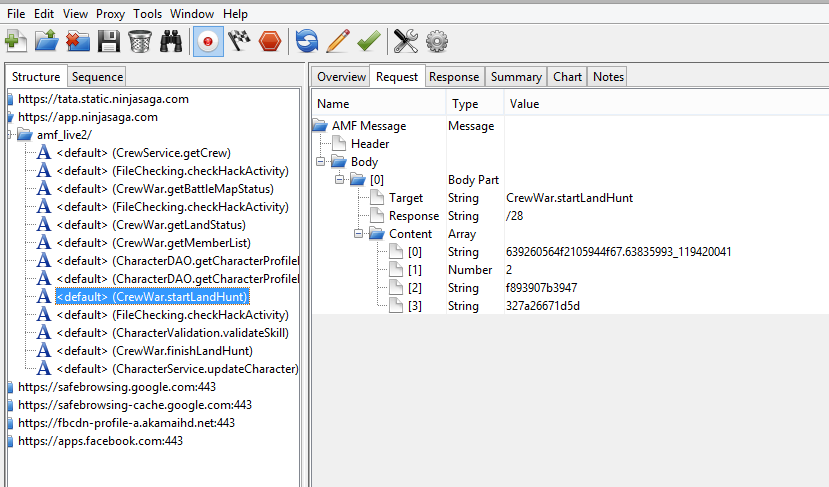 File Edit View Proxy Tools Window Help
Structure Sequence
https://tata.static.ninjasaga.com
https://app.ninjasaga.com
amf_live2/
<default> (CrewService.getCrew)
<default> (FileChecking.checkHackActivity)
<default> (CrewWar.getBattleMapStatus)
<default> (FileChecking.checkHackActivity)
<default> (CrewWar.getLandStatus)
<default> (CrewWar.getMemberList)
<default> (CharacterDAO.getCharacterProfile
<default> (CharacterDAO.getCharacterProfile
<default> (CrewWar.startLandHunt)
<default> (FileChecking.checkHackActivity)
<default> (CharacterValidation.validateSkill)
<default> (CrewWar.finishLandHunt)
<default> (CharacterService.updateCharacter)
https://safebrowsing.google.com:443
https://safebrowsing-cache.google.com:443
https://fbcdn-profile-a.akamaihd.net:443
https://apps.facebook.com:443
Overview Request Response Summary Chart Notes
Name Type Value
AMF Message Message
Header
Body
[0] Body Part
Target String CrewWar.startLandHunt
Response String /28
Content Array
[0] String 639260564f2105944f67.63835993_119420041
[1] Number 2
[2] String f893907b3947
[3] String 327a26671d5d